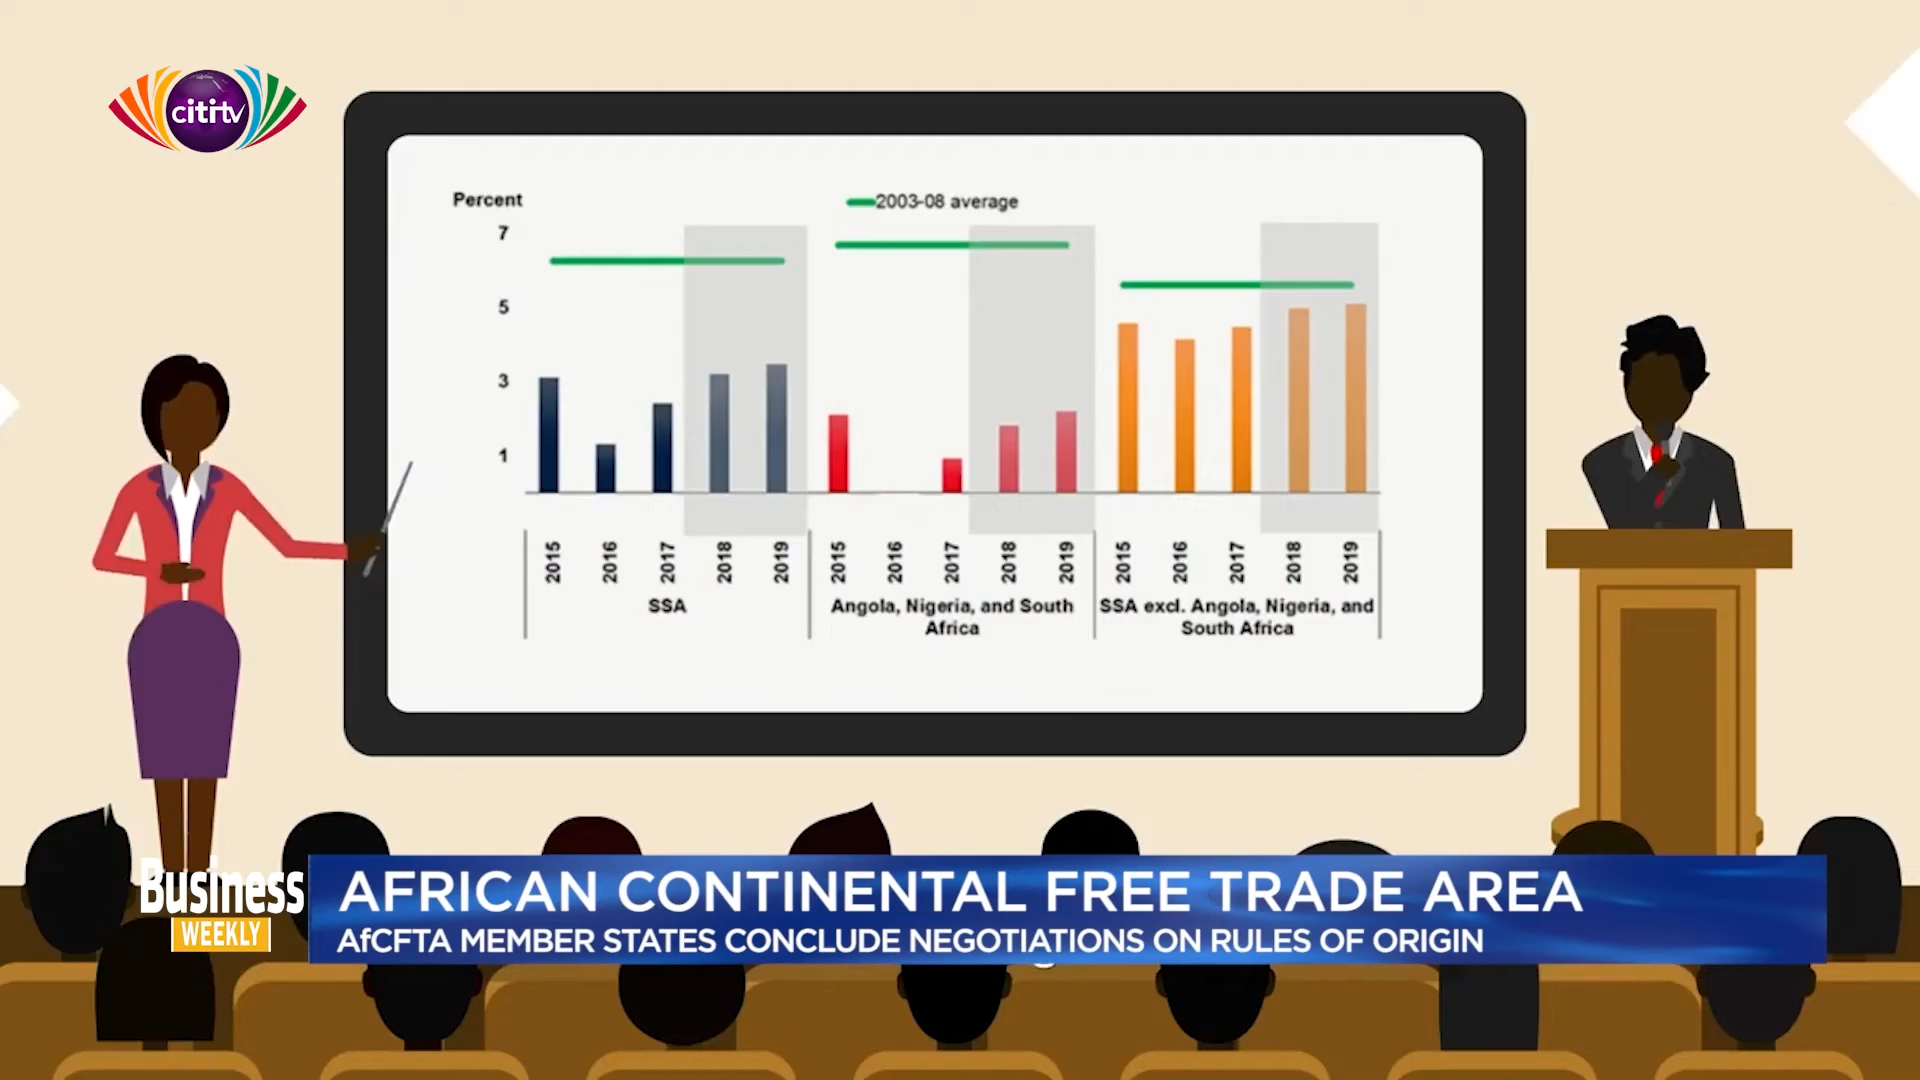 cititv
Percent
2003-08 average
7
5
3
1
2015 2016 2017 2018 2019 2015 2016 2017 2018 2019 2015 2016 2017 2018 2019
SSA
Angola, Nigeria, and South
Africa
SSA excl. Angola, Nigeria, and
South Africa
Business
WEEKLY
AFRICAN CONTINENTAL FREE TRADE AREA
AfCFTA MEMBER STATES CONCLUDE NEGOTIATIONS ON RULES OF ORIGIN